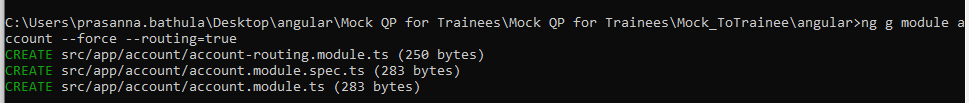 C:\Users\prasanna.bathula\Desktop\angular\Mock QP for Trainees\Mock QP for Trainees\Mock_ToTrainee\angular>ng g module a
ccount --force --routing=true
CREATE src/app/account/account-routing.module.ts (250 bytes)
CREATE src/app/account/account.module.spec.ts (283 bytes)
CREATE src/app/account/account.module.ts (283 bytes)